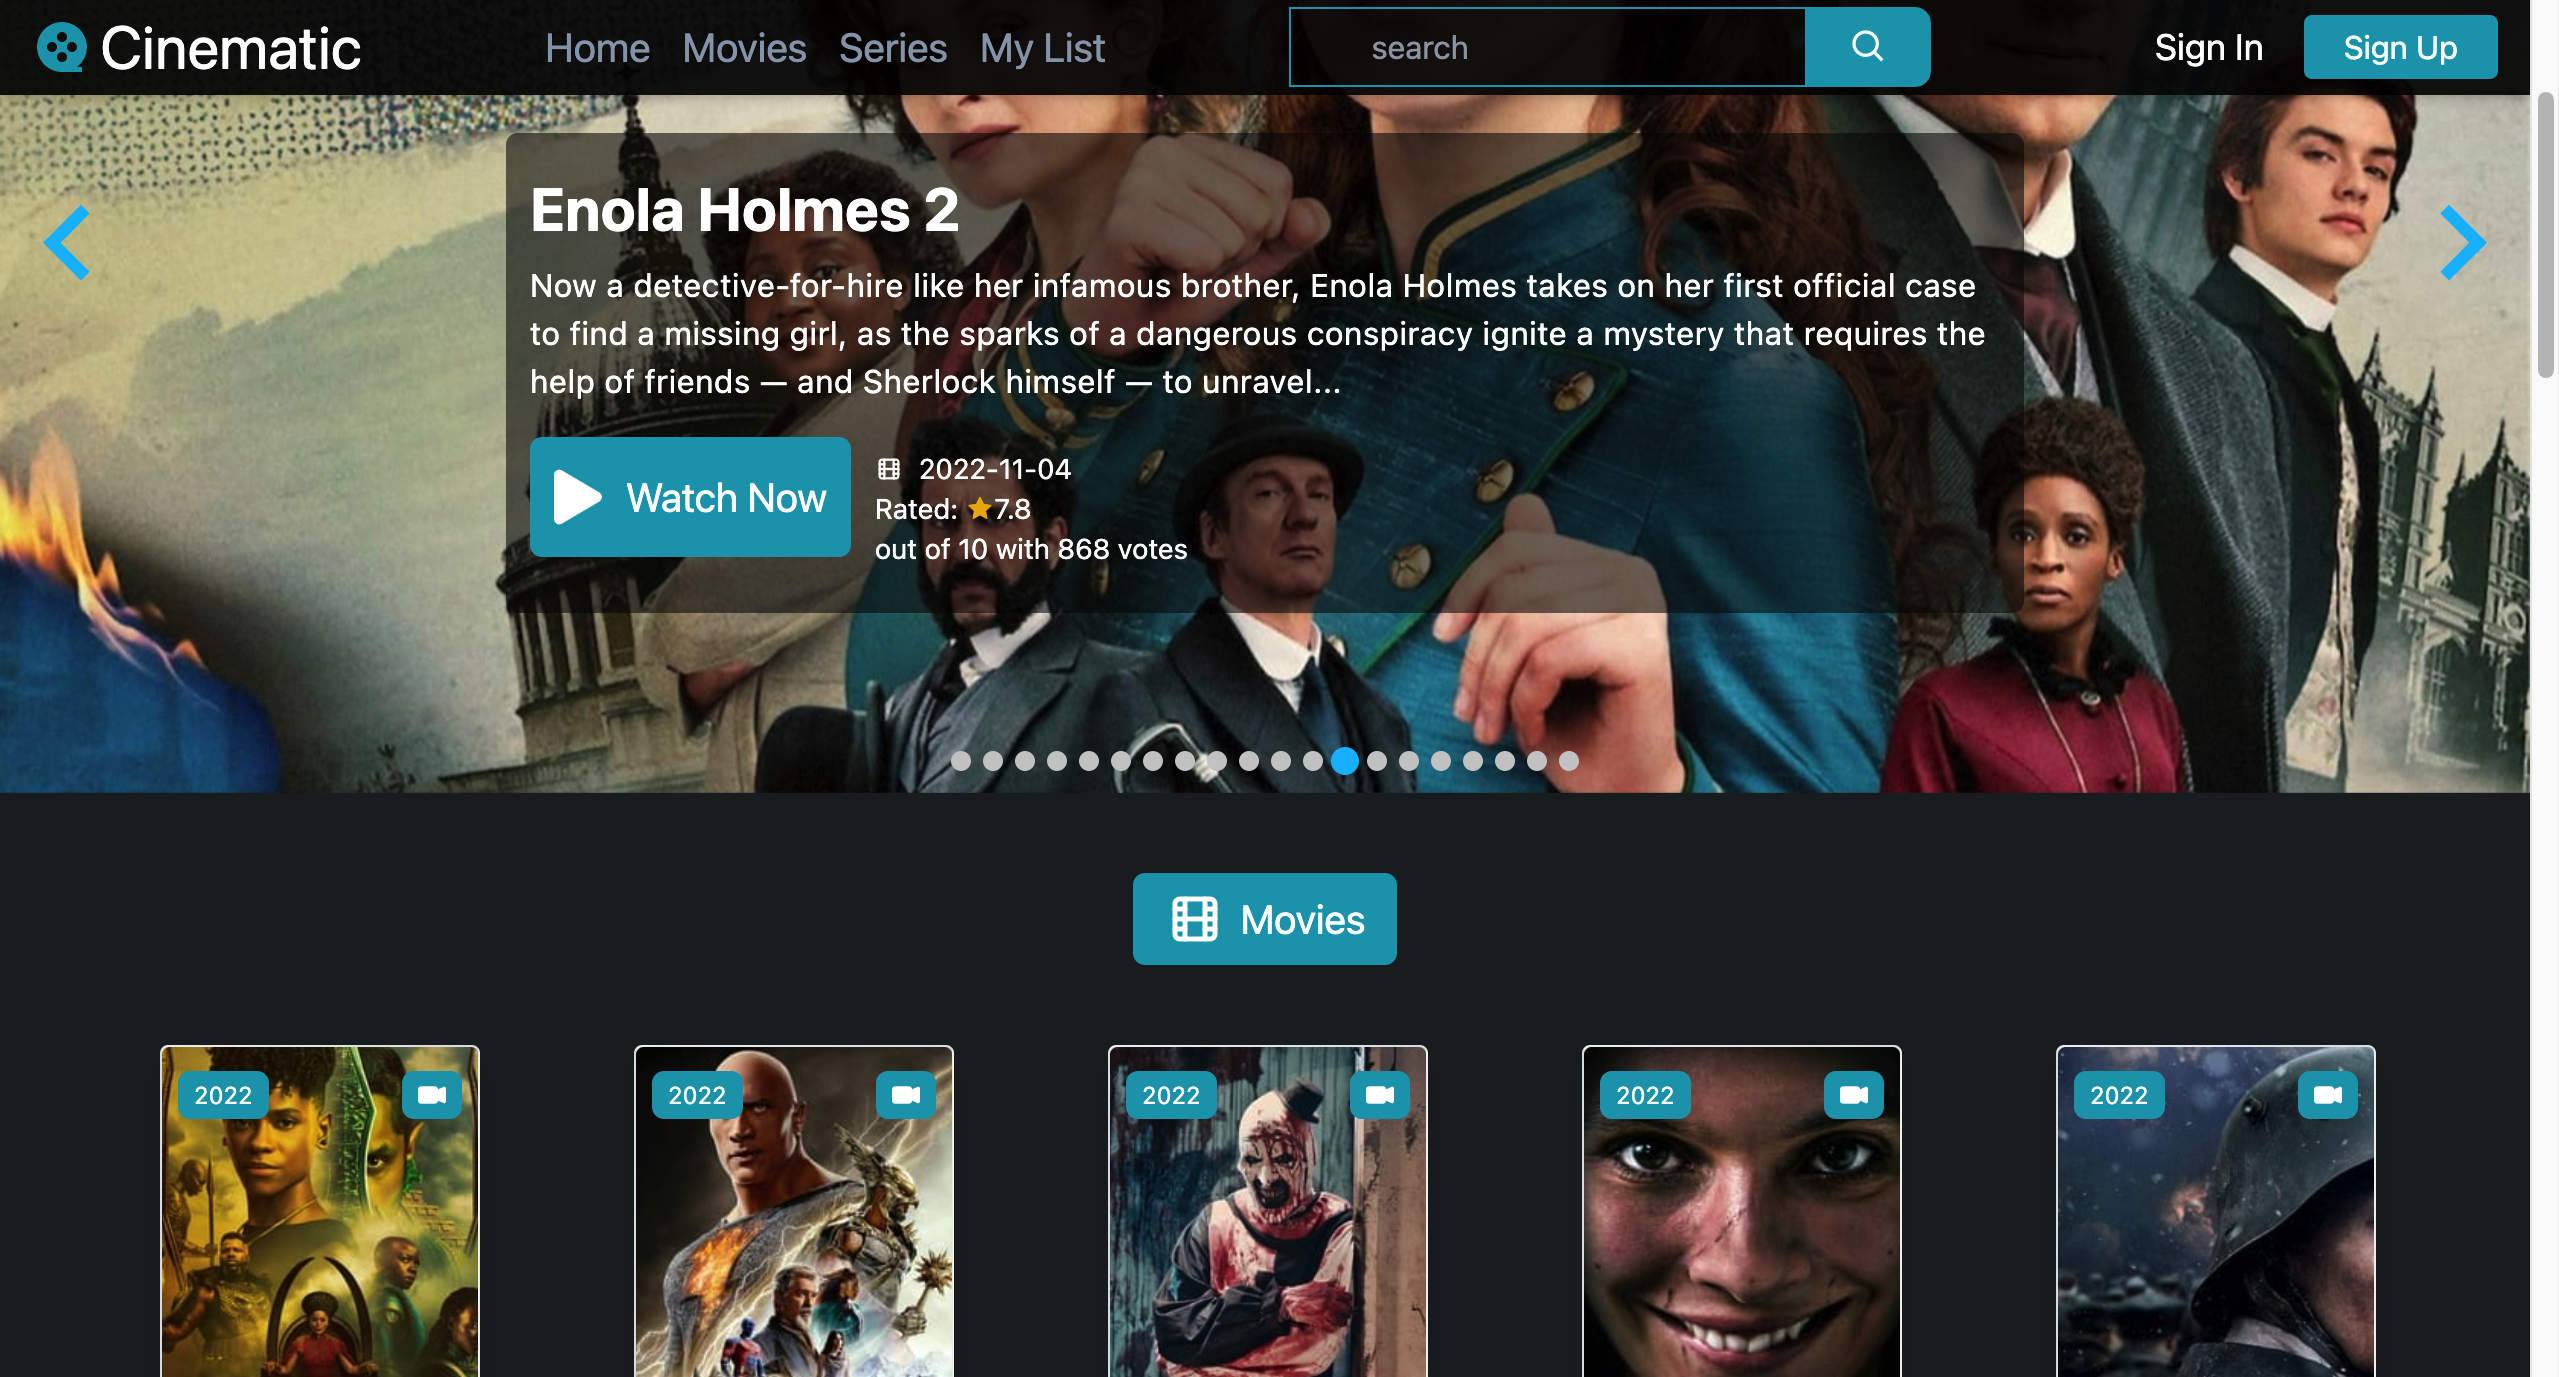 Cinematic
Home Movies Series My List
search
Sign In
Sign Up
Enola Holmes 2
Now a detective-for-hire like her infamous brother, Enola Holmes takes on her first official case
to find a missing girl, as the sparks of a dangerous conspiracy ignite a mystery that requires the
help of friends — and Sherlock himself — to unravel...
Watch Now
2022-11-04
Rated: 7.8
out of 10 with 868 votes
Movies
2022
2022
2022
2022
2022